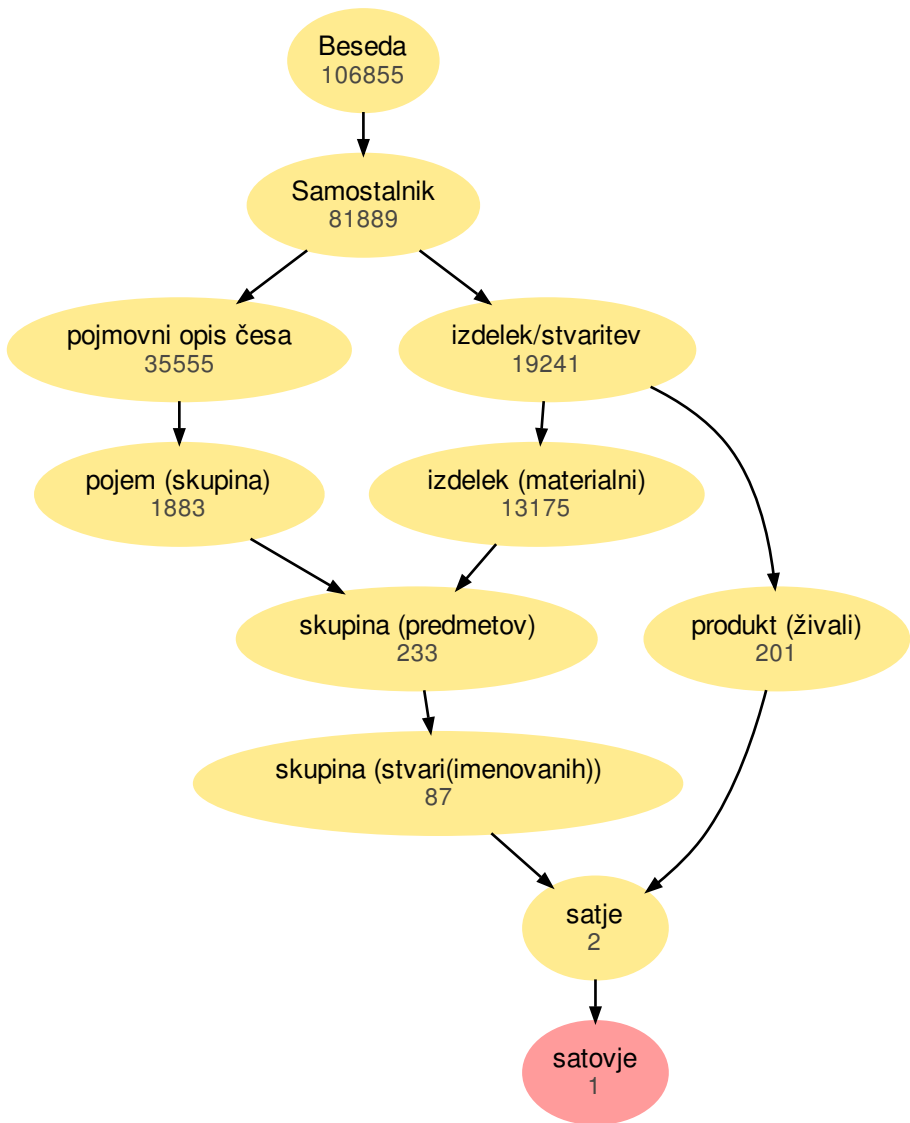 Beseda
106855
Samostalnik
81889
pojmovni opis česa
35555
izdelek/stvaritev
19241
pojem (skupina)
1883
izdelek (materialni)
13175
skupina (predmetov)
233
produkt (živali)
201
skupina (stvari(imenovanih))
87
satje
2
satovje
1